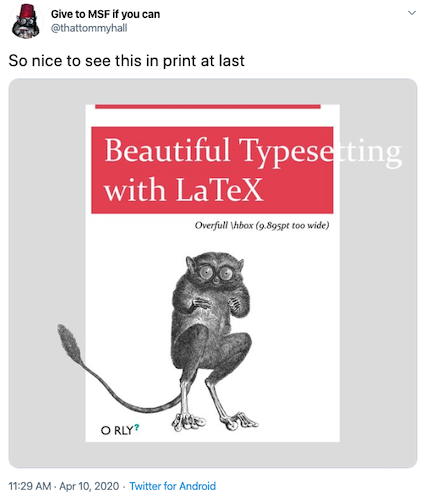 Give to MSF if you can
@thattommyhall
So nice to see this in print at last
Beautiful Typesetting
with LaTeX
Overfull \hbox (9.895pt too wide)
O RLY?
11:29 AM · Apr 10, 2020 · Twitter for Android